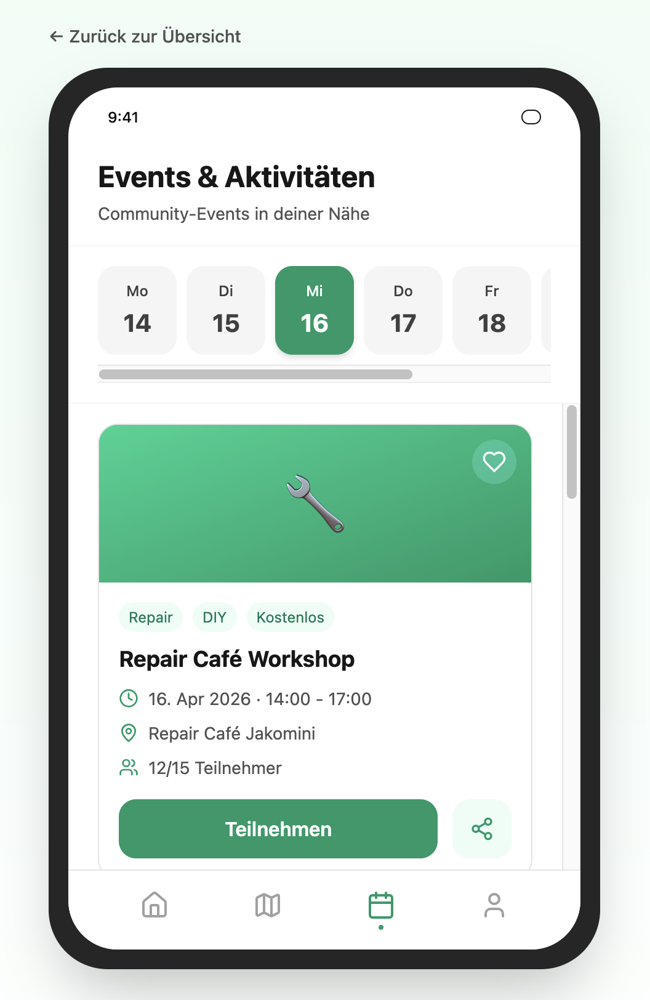 ← Zurück zur Übersicht
9:41
Events & Aktivitäten
Community-Events in deiner Nähe
Mo Di Mi Do Fr
14 15 16 17 18
Repair DIY Kostenlos
Repair Café Workshop
16. Apr 2026 · 14:00 - 17:00
Repair Café Jakomini
12/15 Teilnehmer
Teilnehmen